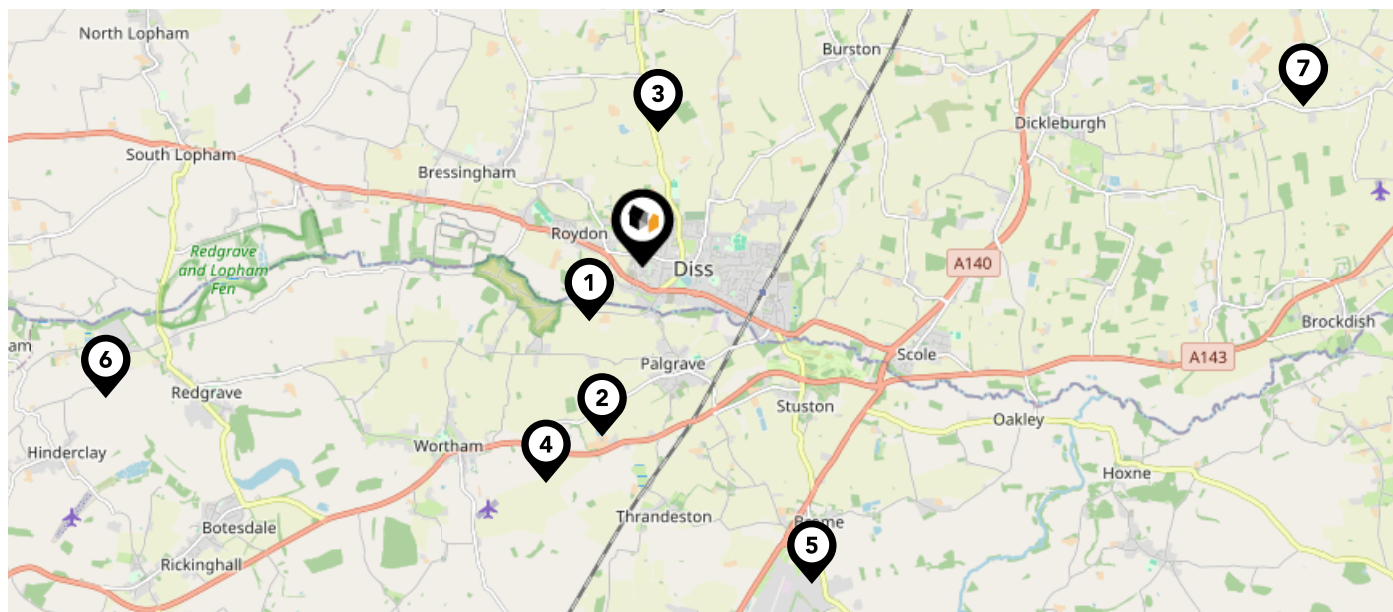 North Lopham
Burston
7
3
Dickleburgh
South Lopham
Bressingham
Roydon
Redgrave
and Lopham
Fen
A140
Diss
1
Brockdish
am
6
Scole
A143
Palgrave
Redgrave
2
Stuston
Oakley
4
Wortham
Hinderclay
Hoxne
Thrandeston
Botesdale
5
Rickinghall